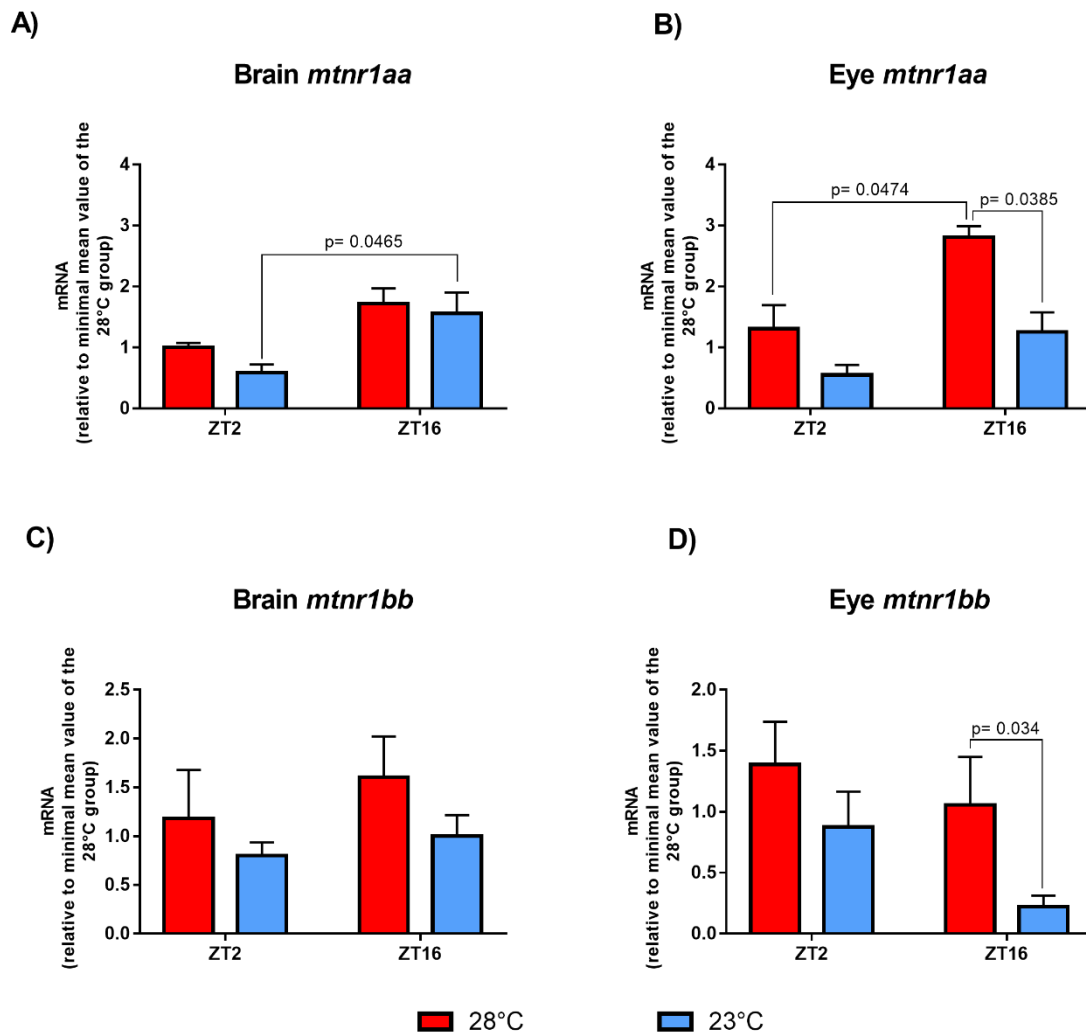 A)
Brain mtnr1aa
mRNA
(relative to minimal mean value of the
28°C group)
4
3
2
1
0
p= 0.0465
ZT2
ZT16
B)
Eye mtnr1aa
mRNA
(relative to minimal mean value of the
28°C group)
4
3
2
1
0
p= 0.0474
p= 0.0385
ZT2
ZT16
C)
Brain mtnr1bb
mRNA
(relative to minimal mean value of the
28°C group)
2.5
2.0
1.5
1.0
0.5
0.0
ZT2
ZT16
D)
Eye mtnr1bb
mRNA
(relative to minimal mean value of the
28°C group)
2.0
1.5
1.0
0.5
0.0
p= 0.034
ZT2
ZT16
28°C
23°C